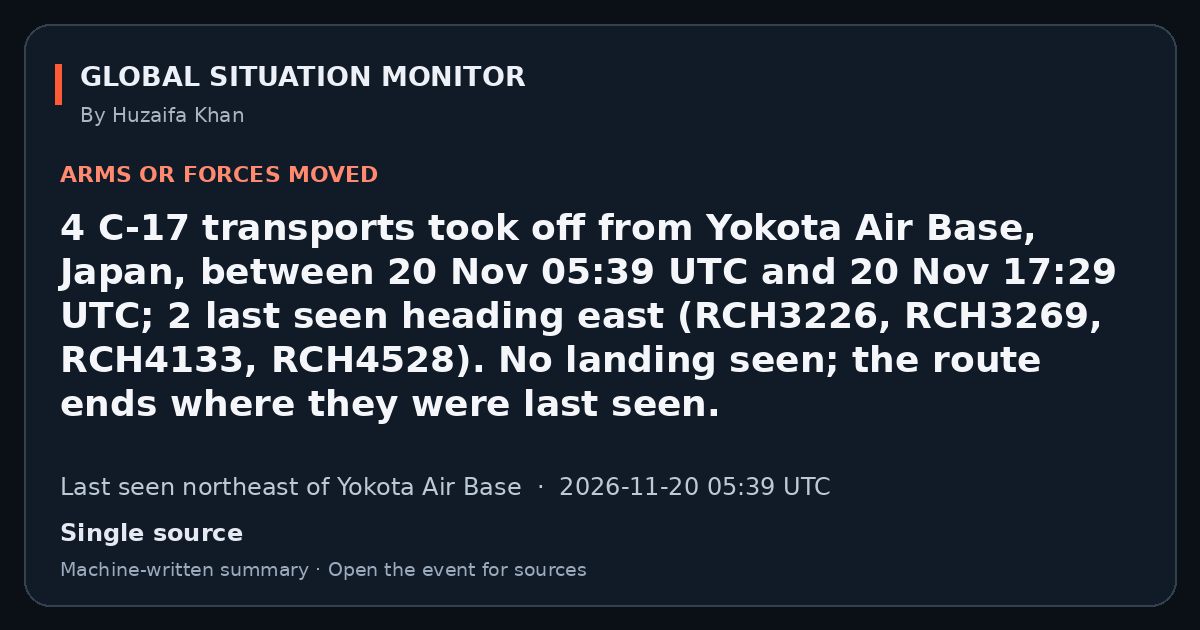 GLOBAL SITUATION MONITOR
By Huzaifa Khan
ARMS OR FORCES MOVED
4 C-17 transports took off from Yokota Air Base,
Japan, between 20 Nov 05:39 UTC and 20 Nov 17:29
UTC; 2 last seen heading east (RCH3226, RCH3269,
RCH4133, RCH4528). No landing seen; the route
ends where they were last seen.
Last seen northeast of Yokota Air Base · 2026-11-20 05:39 UTC
Single source
Machine-written summary · Open the event for sources